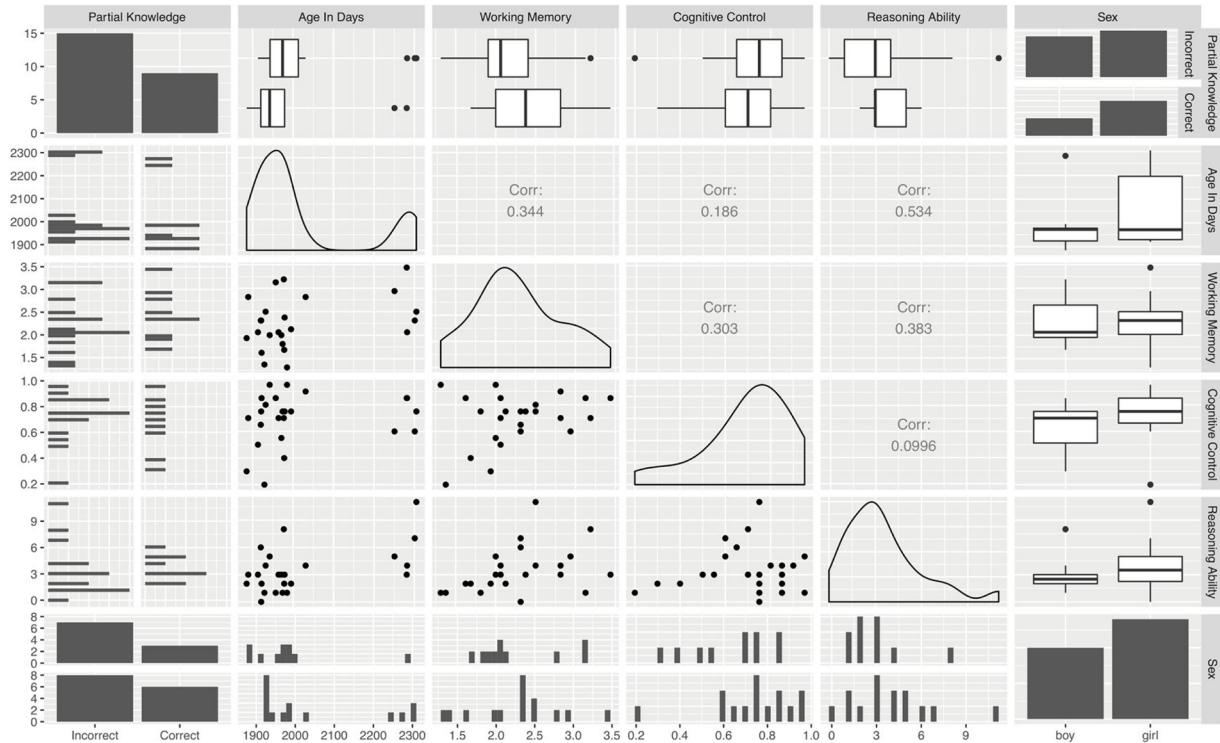 Partial Knowledge Age In Days Working Memory Cognitive Control Reasoning Ability Sex
15
10
5
0
Incorrect
Correct
Partial Knowledge
2300
2200
2100
2000
1900
Corr:
0.344
Corr:
0.186
Corr:
0.534
Age In Days
3.5
3.0
2.5
2.0
1.5
Corr:
0.303
Corr:
0.383
Working Memory
1.0
0.8
0.6
0.4
0.2
Corr:
0.0996
Cognitive Control
9
6
3
0
Reasoning Ability
8
6
4
2
0
8
6
4
2
0
Sex
Incorrect Correct 1900 2000 2100 2200 2300 1.5 2.0 2.5 3.0 3.5 0.2 0.4 0.6 0.8 1.0 0 3 6 9 boy girl